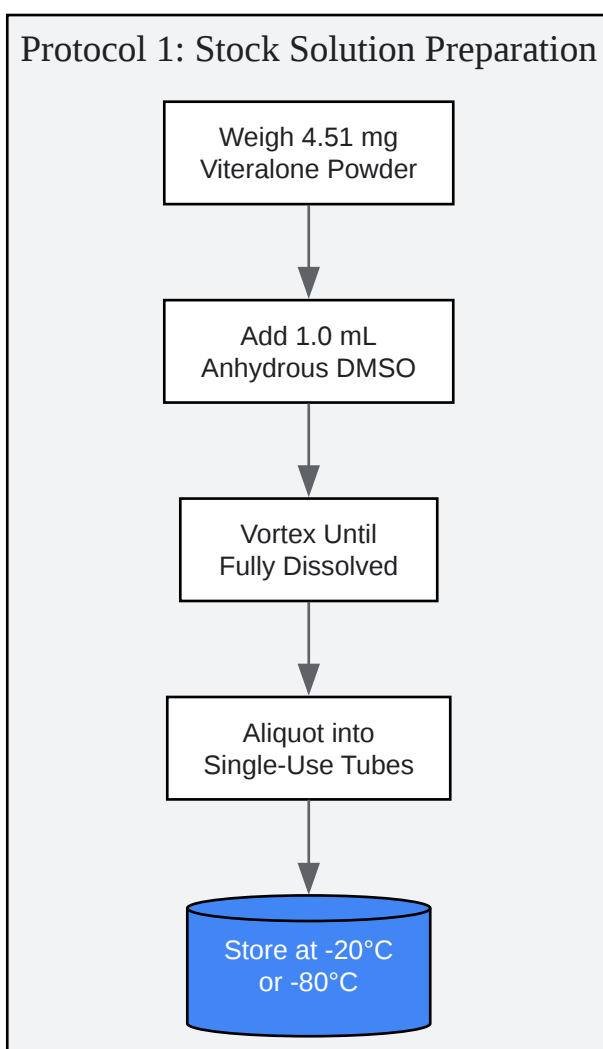 Protocol 1: Stock Solution Preparation
Weigh 4.51 mg
Viteralone Powder
Add 1.0 mL
Anhydrous DMSO
Vortex Until
Fully Dissolved
Aliquot into
Single-Use Tubes
Store at -20°C
or -80°C